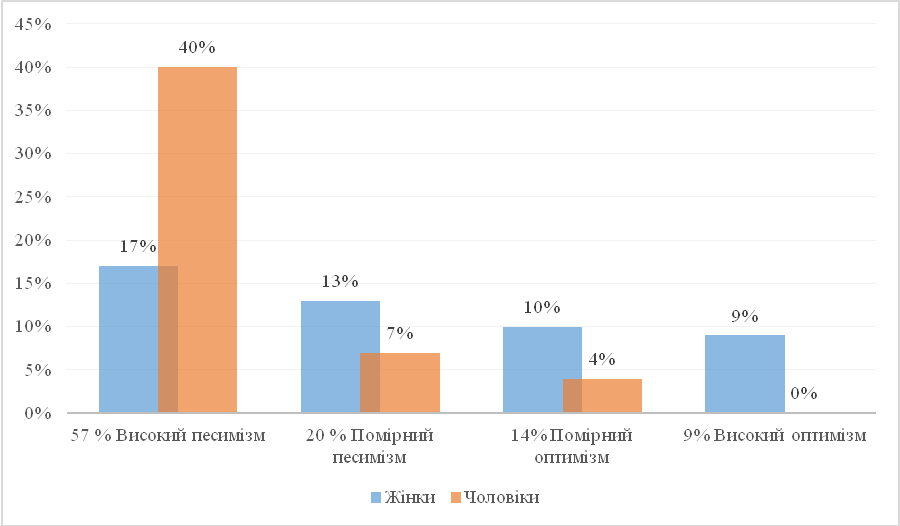 45%
40%
35%
30%
25%
20%
15%
10%
5%
0%
40%
17%
13%
7%
10%
4%
9%
0%
57 % Високий песимізм
20 % Помірний
песимізм
14% Помірний
оптимізм
9% Високий оптимізм
Жінки
Чоловіки